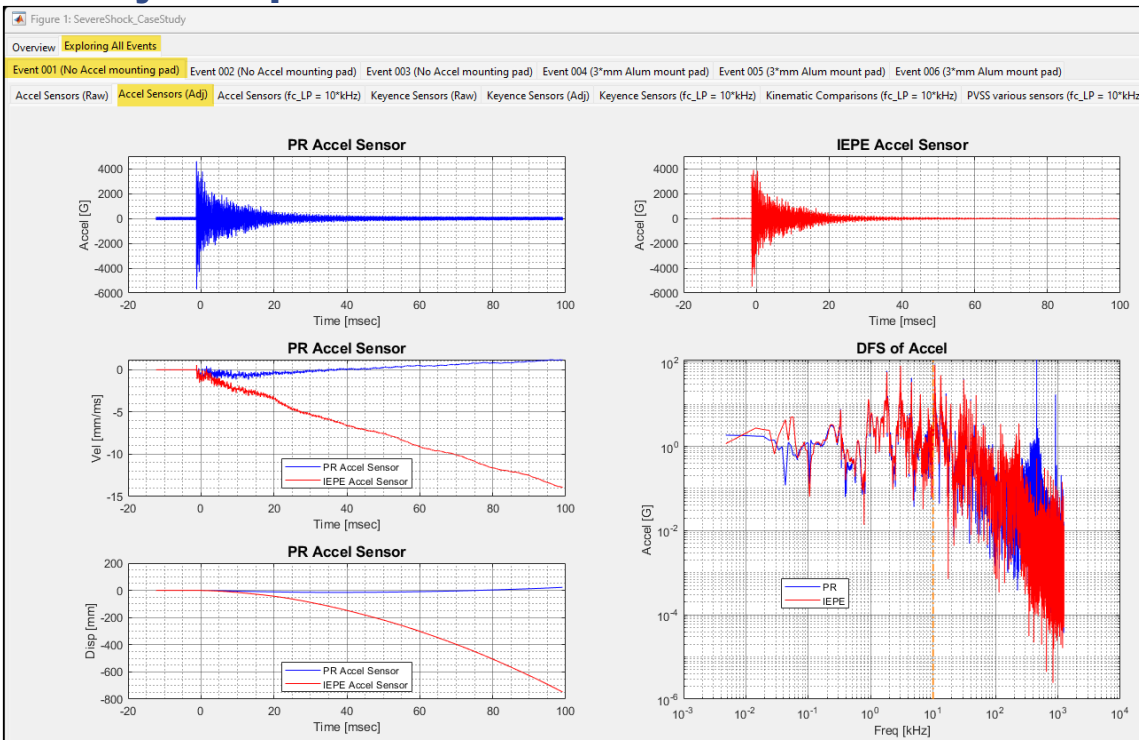 Figure 1: SevereShock_CaseStudy
Overview Exploring All Events
Event 001 (No Accel mounting pad) Event 002 (No Accel mounting pad) Event 003 (No Accel mounting pad) Event 004 (3*mm Alum mount pad) Event 005 (3*mm Alum mount pad) Event 006 (3*mm Alum mount pad)
Accel Sensors (Raw) Accel Sensors (Adj) Accel Sensors (fc_LP = 10*kHz) Keyence Sensors (Raw) Keyence Sensors (Adj) Keyence Sensors (fc_LP = 10*kHz) Kinematic Comparisons (fc_LP = 10*kHz) PVSS various sensors (fc_LP = 10*kHz
PR Accel Sensor
Accel [G]
4000
2000
0
-2000
-4000
-6000
-20 0 20 40 60 80 100
Time [msec]
IEPE Accel Sensor
Accel [G]
4000
2000
0
-2000
-4000
-6000
-20 0 20 40 60 80 100
Time [msec]
PR Accel Sensor
Vel [mm/ms]
0
-5
-10
-15
PR Accel Sensor
IEPE Accel Sensor
-20 0 20 40 60 80 100
Time [msec]
PR Accel Sensor
Disp [mm]
200
0
-200
-400
-600
-800
PR Accel Sensor
IEPE Accel Sensor
-20 0 20 40 60 80 100
Time [msec]
DFS of Accel
Accel [G]
10^2
10^0
10^-2
10^-4
10^-6
PR
IEPE
10^-3 10^-2 10^-1 10^0 10^1 10^2 10^3 10^4
Freq [kHz]